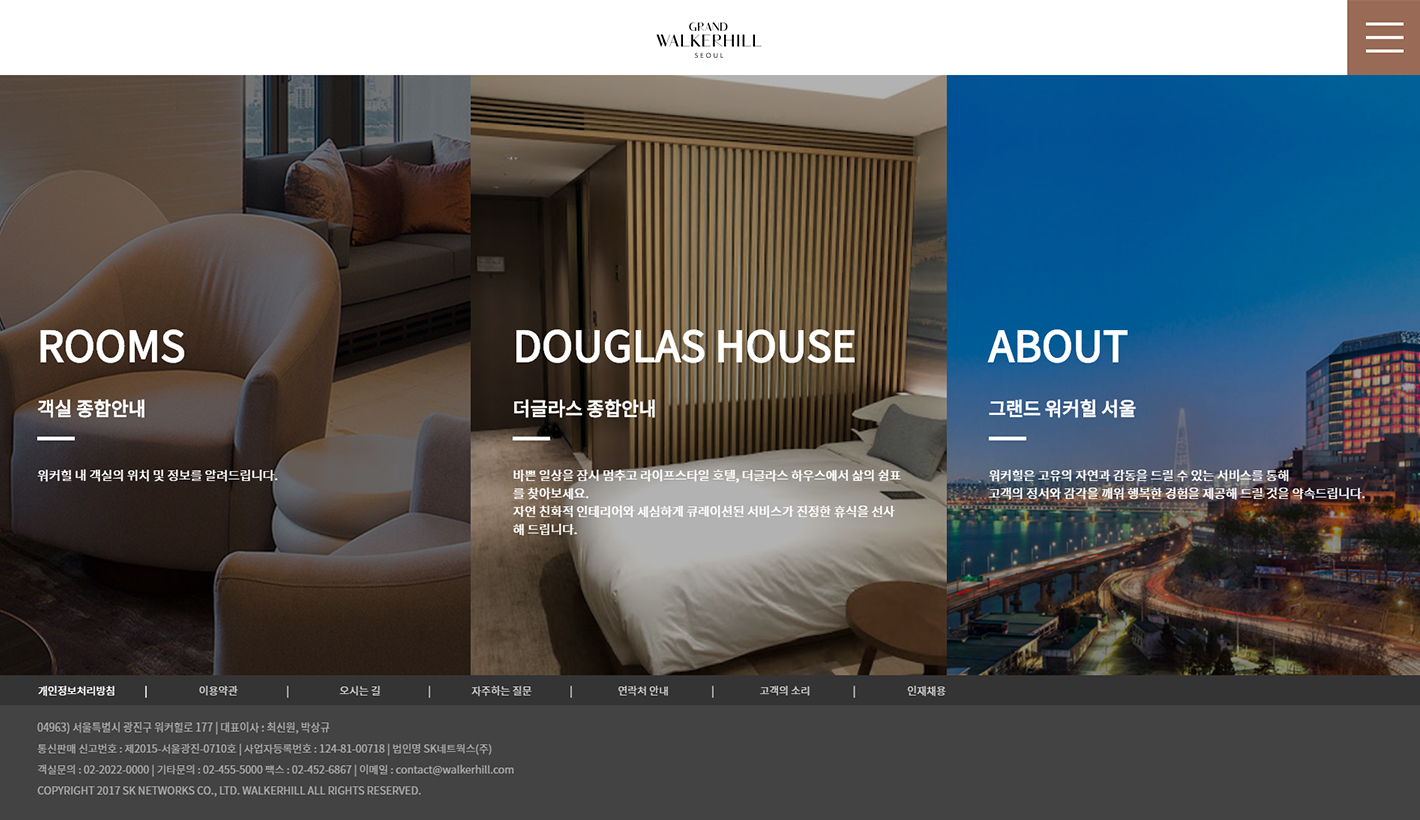 GRAND
WALKERHILL
SEOUL
ROOMS
객실 종합안내
워커힐 내 객실의 위치 및 정보를 알려드립니다.
DOUGLAS HOUSE
더글라스 종합안내
바쁜 일상을 잠시 멈추고 라이프스타일 호텔, 더글라스 하우스에서 삶의 쉼표
를 찾아보세요.
자연 친화적 인테리어와 세심하게 큐레이션된 서비스가 진정한 휴식을 선사
해 드립니다.
ABOUT
그랜드 워커힐 서울
워커힐은 고유의 자연과 감동을 드릴 수 있는 서비스를 통해
고객의 정서와 감각을 깨워 행복한 경험을 제공해 드릴 것을 약속드립니다.
개인정보처리방침 | 이용약관 | 오시는 길 | 자주하는 질문 | 연락처 안내 | 고객의 소리 | 인재채용
04963) 서울특별시 광진구 워커힐로 177 | 대표이사 : 최신원, 박상규
통신판매 신고번호 : 제2015-서울광진-0710호 | 사업자등록번호 : 124-81-00718 | 법인명 SK네트웍스(주)
객실문의 : 02-2022-0000 | 기타문의 : 02-455-5000 팩스 : 02-452-6867 | 이메일 : contact@walkerhill.com
COPYRIGHT 2017 SK NETWORKS CO., LTD. WALKERHILL ALL RIGHTS RESERVED.